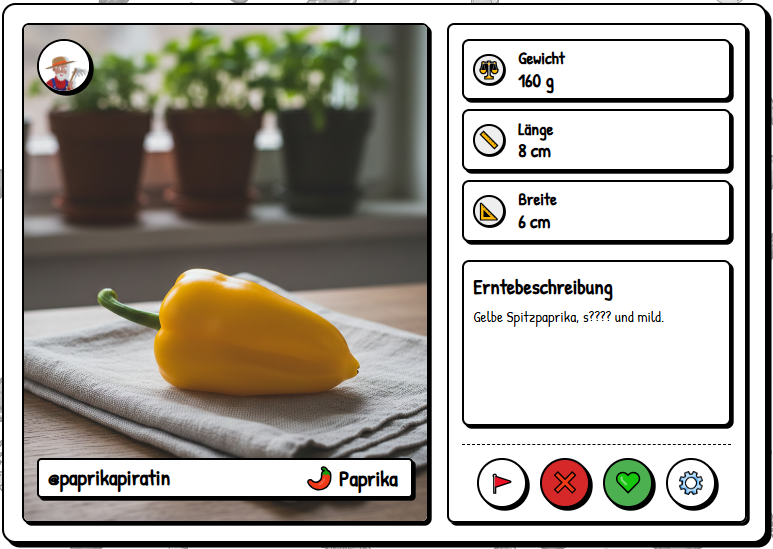 Gewicht
160 g
Länge
8 cm
Breite
6 cm
Erntebeschreibung
Gelbe Spitzpaprika, s???? und mild.
@paprikapiratin
Paprika